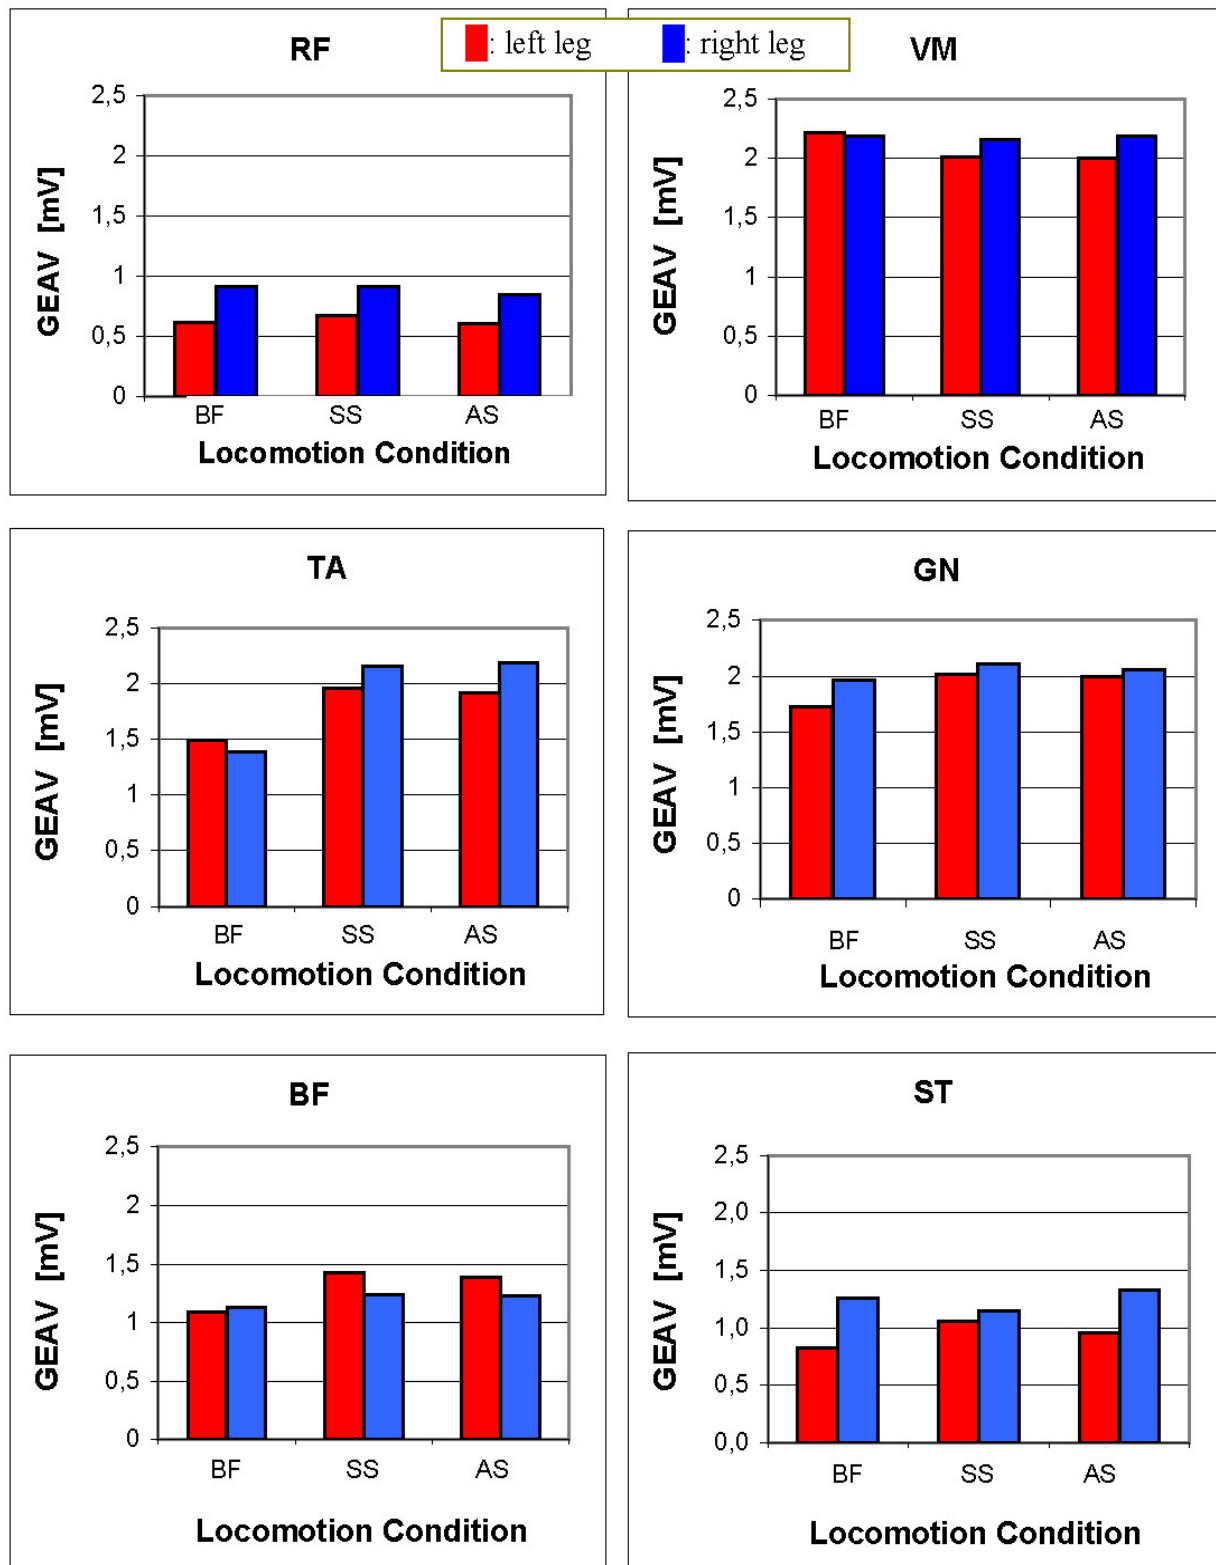 : left leg : right leg
RF
2,5
2
1,5
1
0,5
0
GEAV [mV]
BF SS AS
Locomotion Condition
VM
2,5
2
1,5
1
0,5
0
GEAV [mV]
BF SS AS
Locomotion Condition
TA
2,5
2
1,5
1
0,5
0
GEAV [mV]
BF SS AS
Locomotion Condition
GN
2,5
2
1,5
1
0,5
0
GEAV [mV]
BF SS AS
Locomotion Condition
BF
2,5
2
1,5
1
0,5
0
GEAV [mV]
BF SS AS
Locomotion Condition
ST
2,5
2,0
1,5
1,0
0,5
0,0
GEAV [mV]
BF SS AS
Locomotion Condition